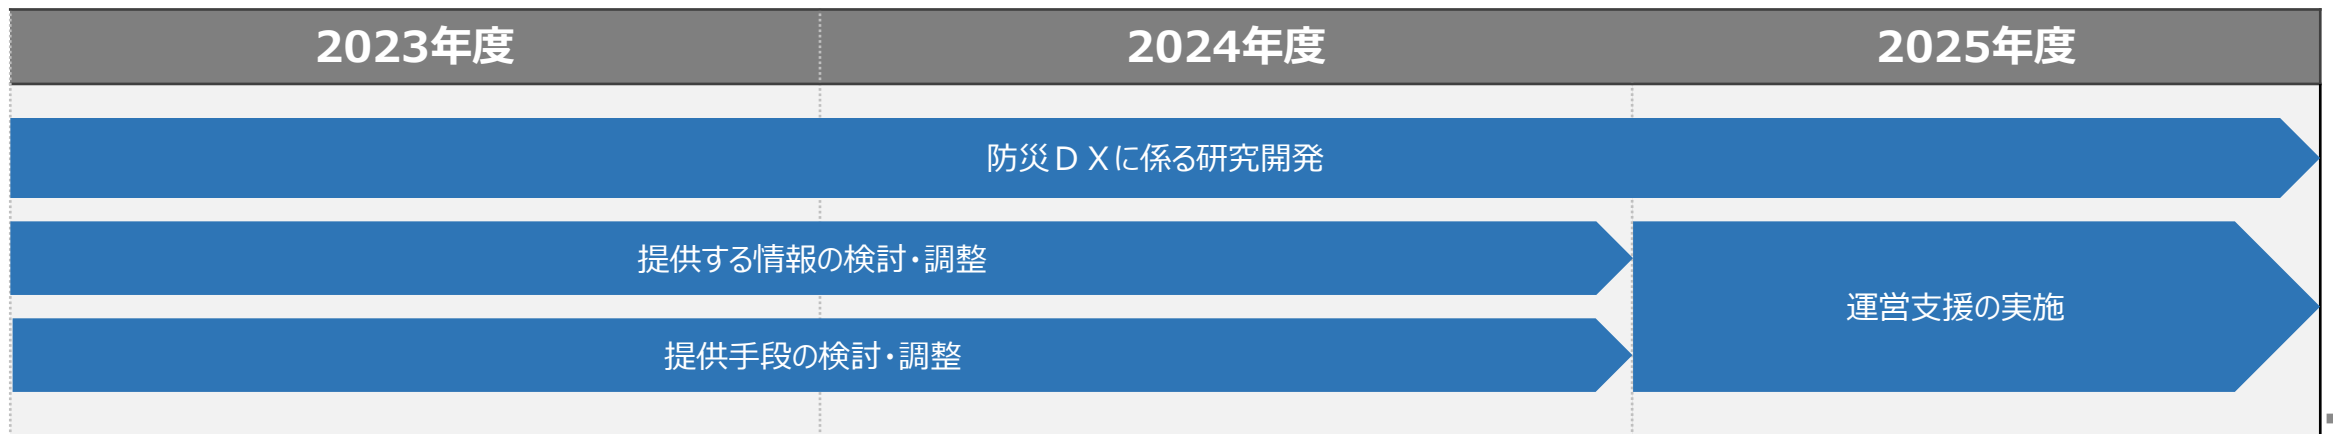 2023年度 2024年度 2025年度
防災ＤＸに係る研究開発
提供する情報の検討・調整
運営支援の実施
提供手段の検討・調整